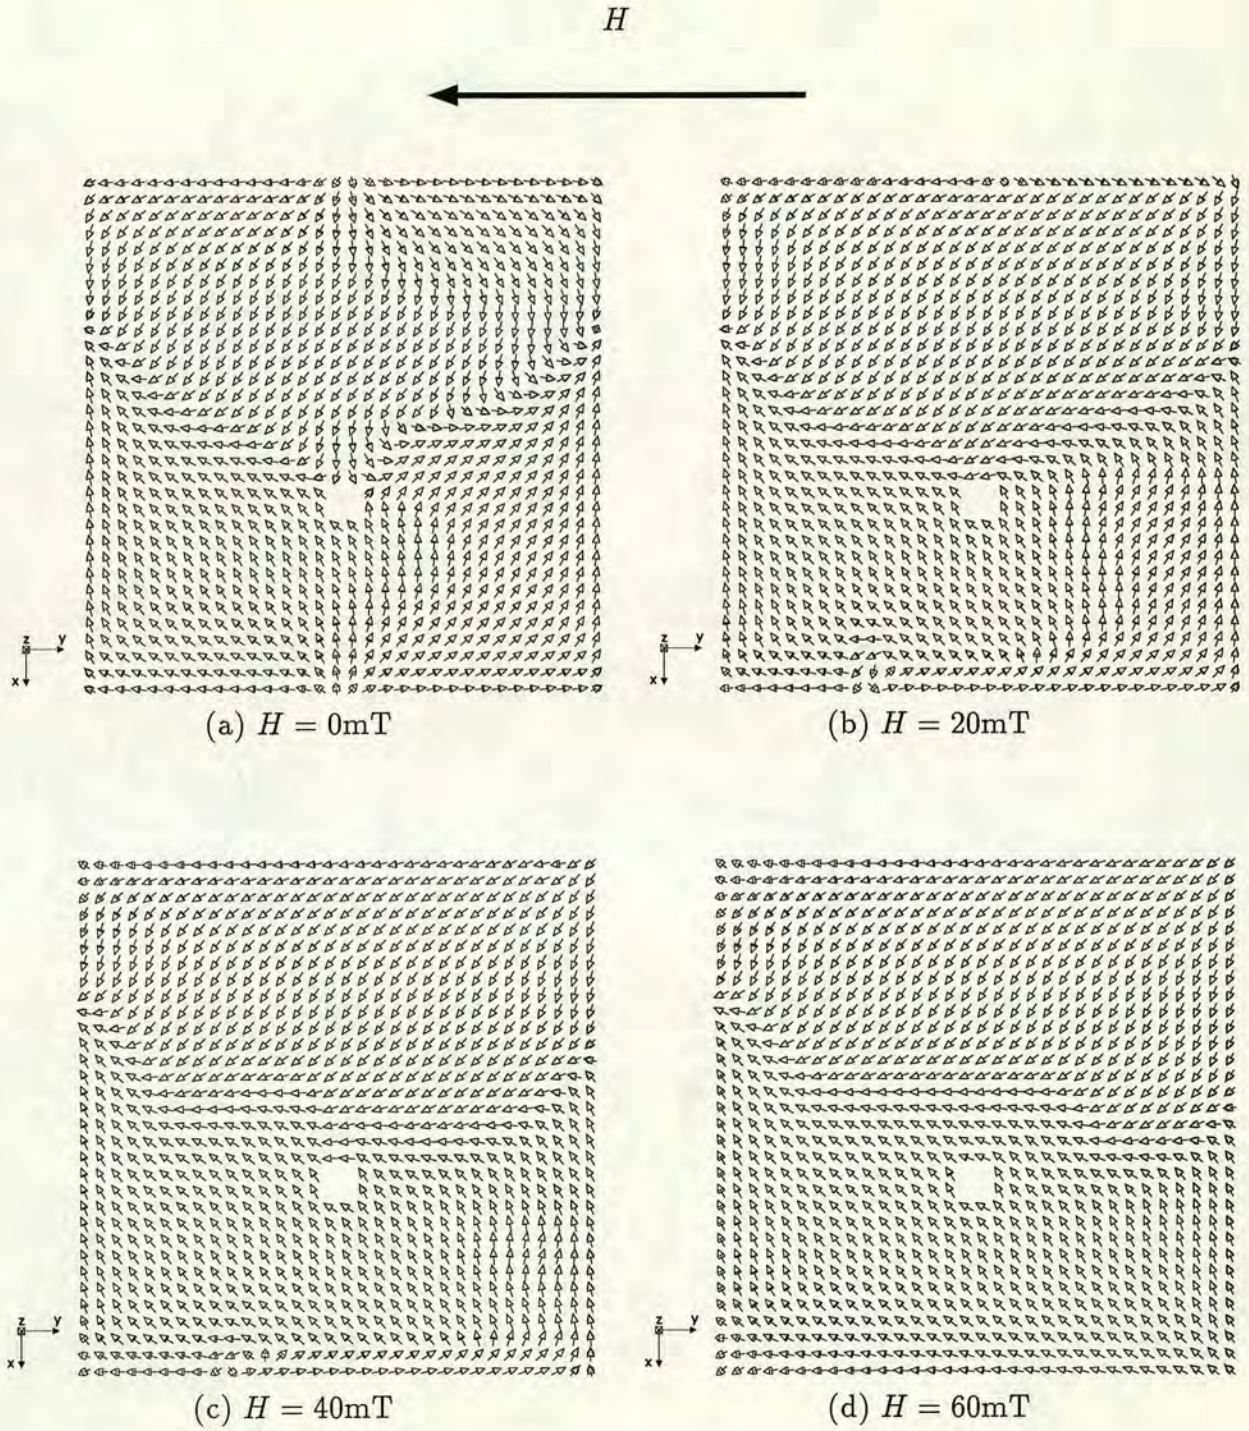 H
z y
x
z y
x
(a) H = 0mT
(b) H = 20mT
z y
x
z y
x
(c) H = 40mT
(d) H = 60mT